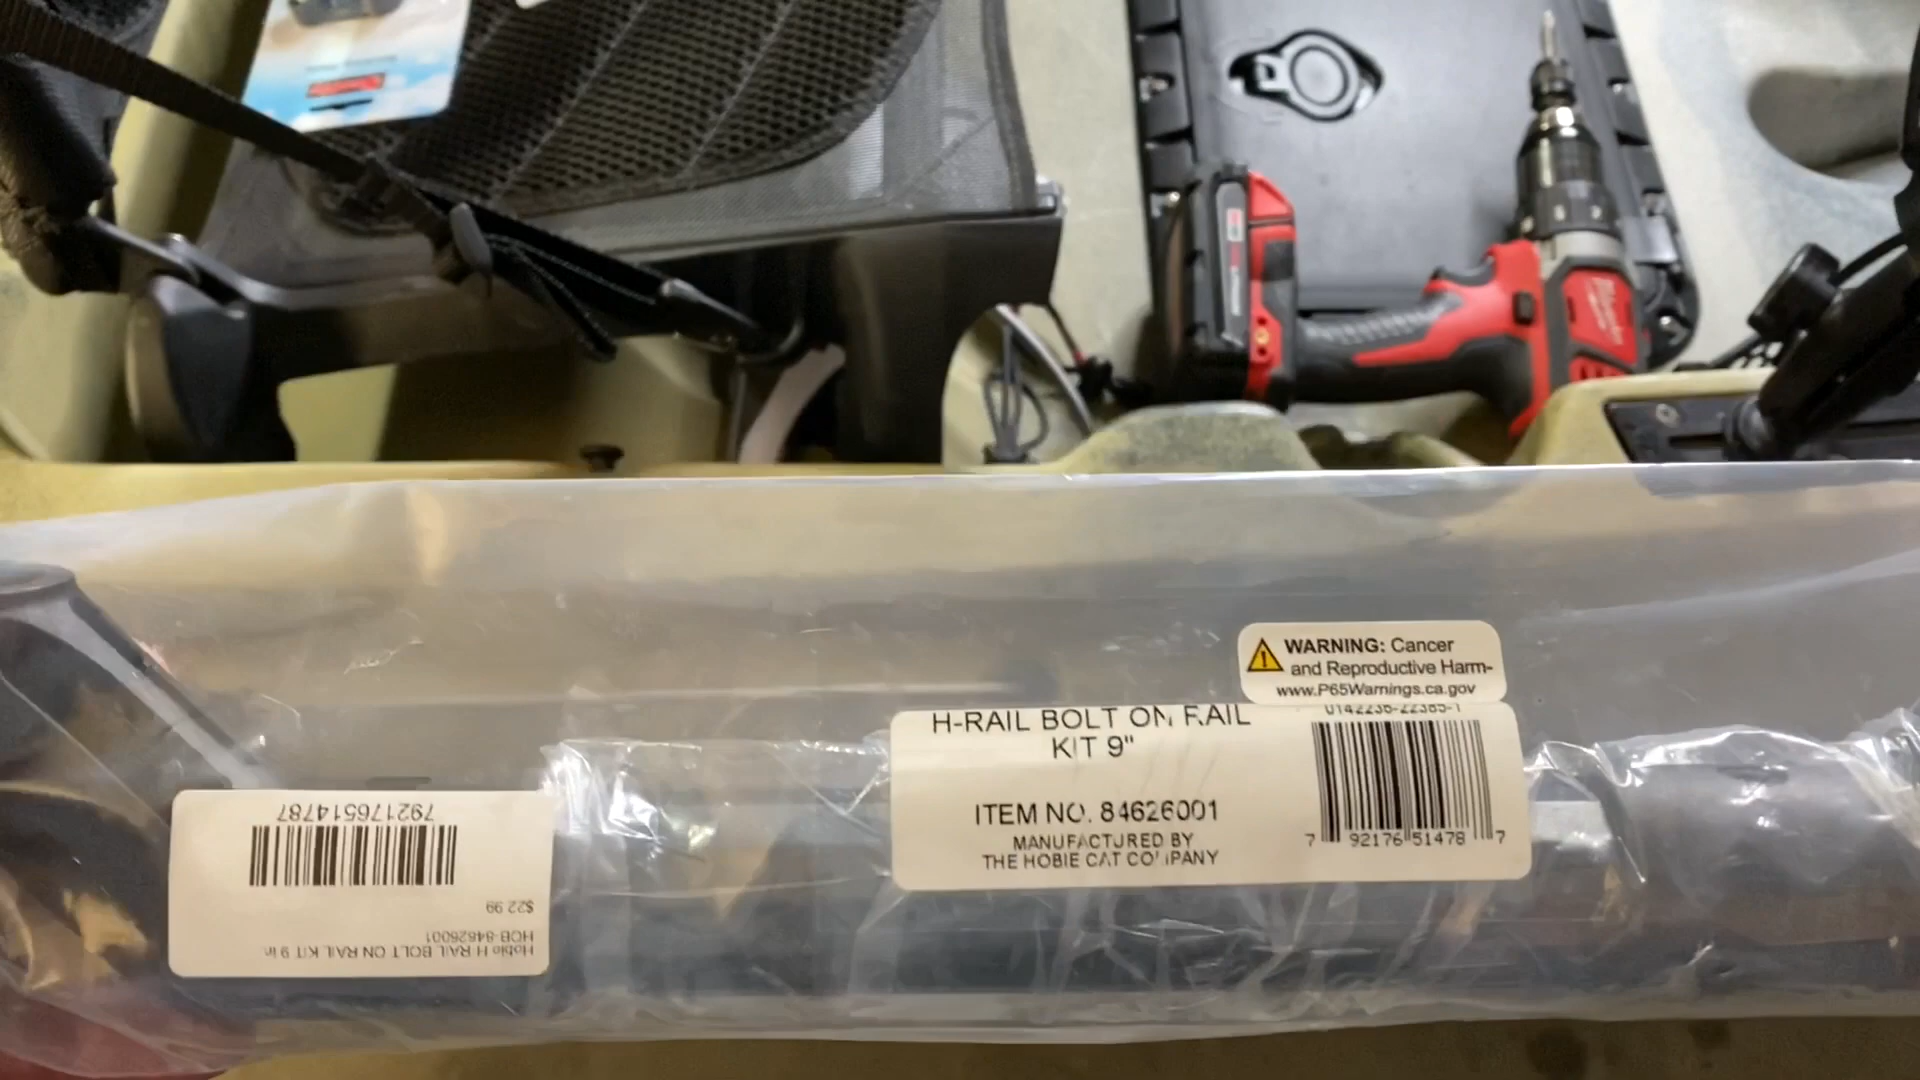 Milwaukee
WARNING: Cancer
and Reproductive Harm-
www.P65Warnings.ca.gov
H-RAIL BOLT ON RAIL
KIT 9"
0142236-22385-1
ITEM NO. 84626001
MANUFACTURED BY
THE HOBIE CAT COMPANY
7 92176 51478 7
Hobie H RAIL BOLT ON RAIL KIT 9 in
HOB-84626001
$22.99
792176514787